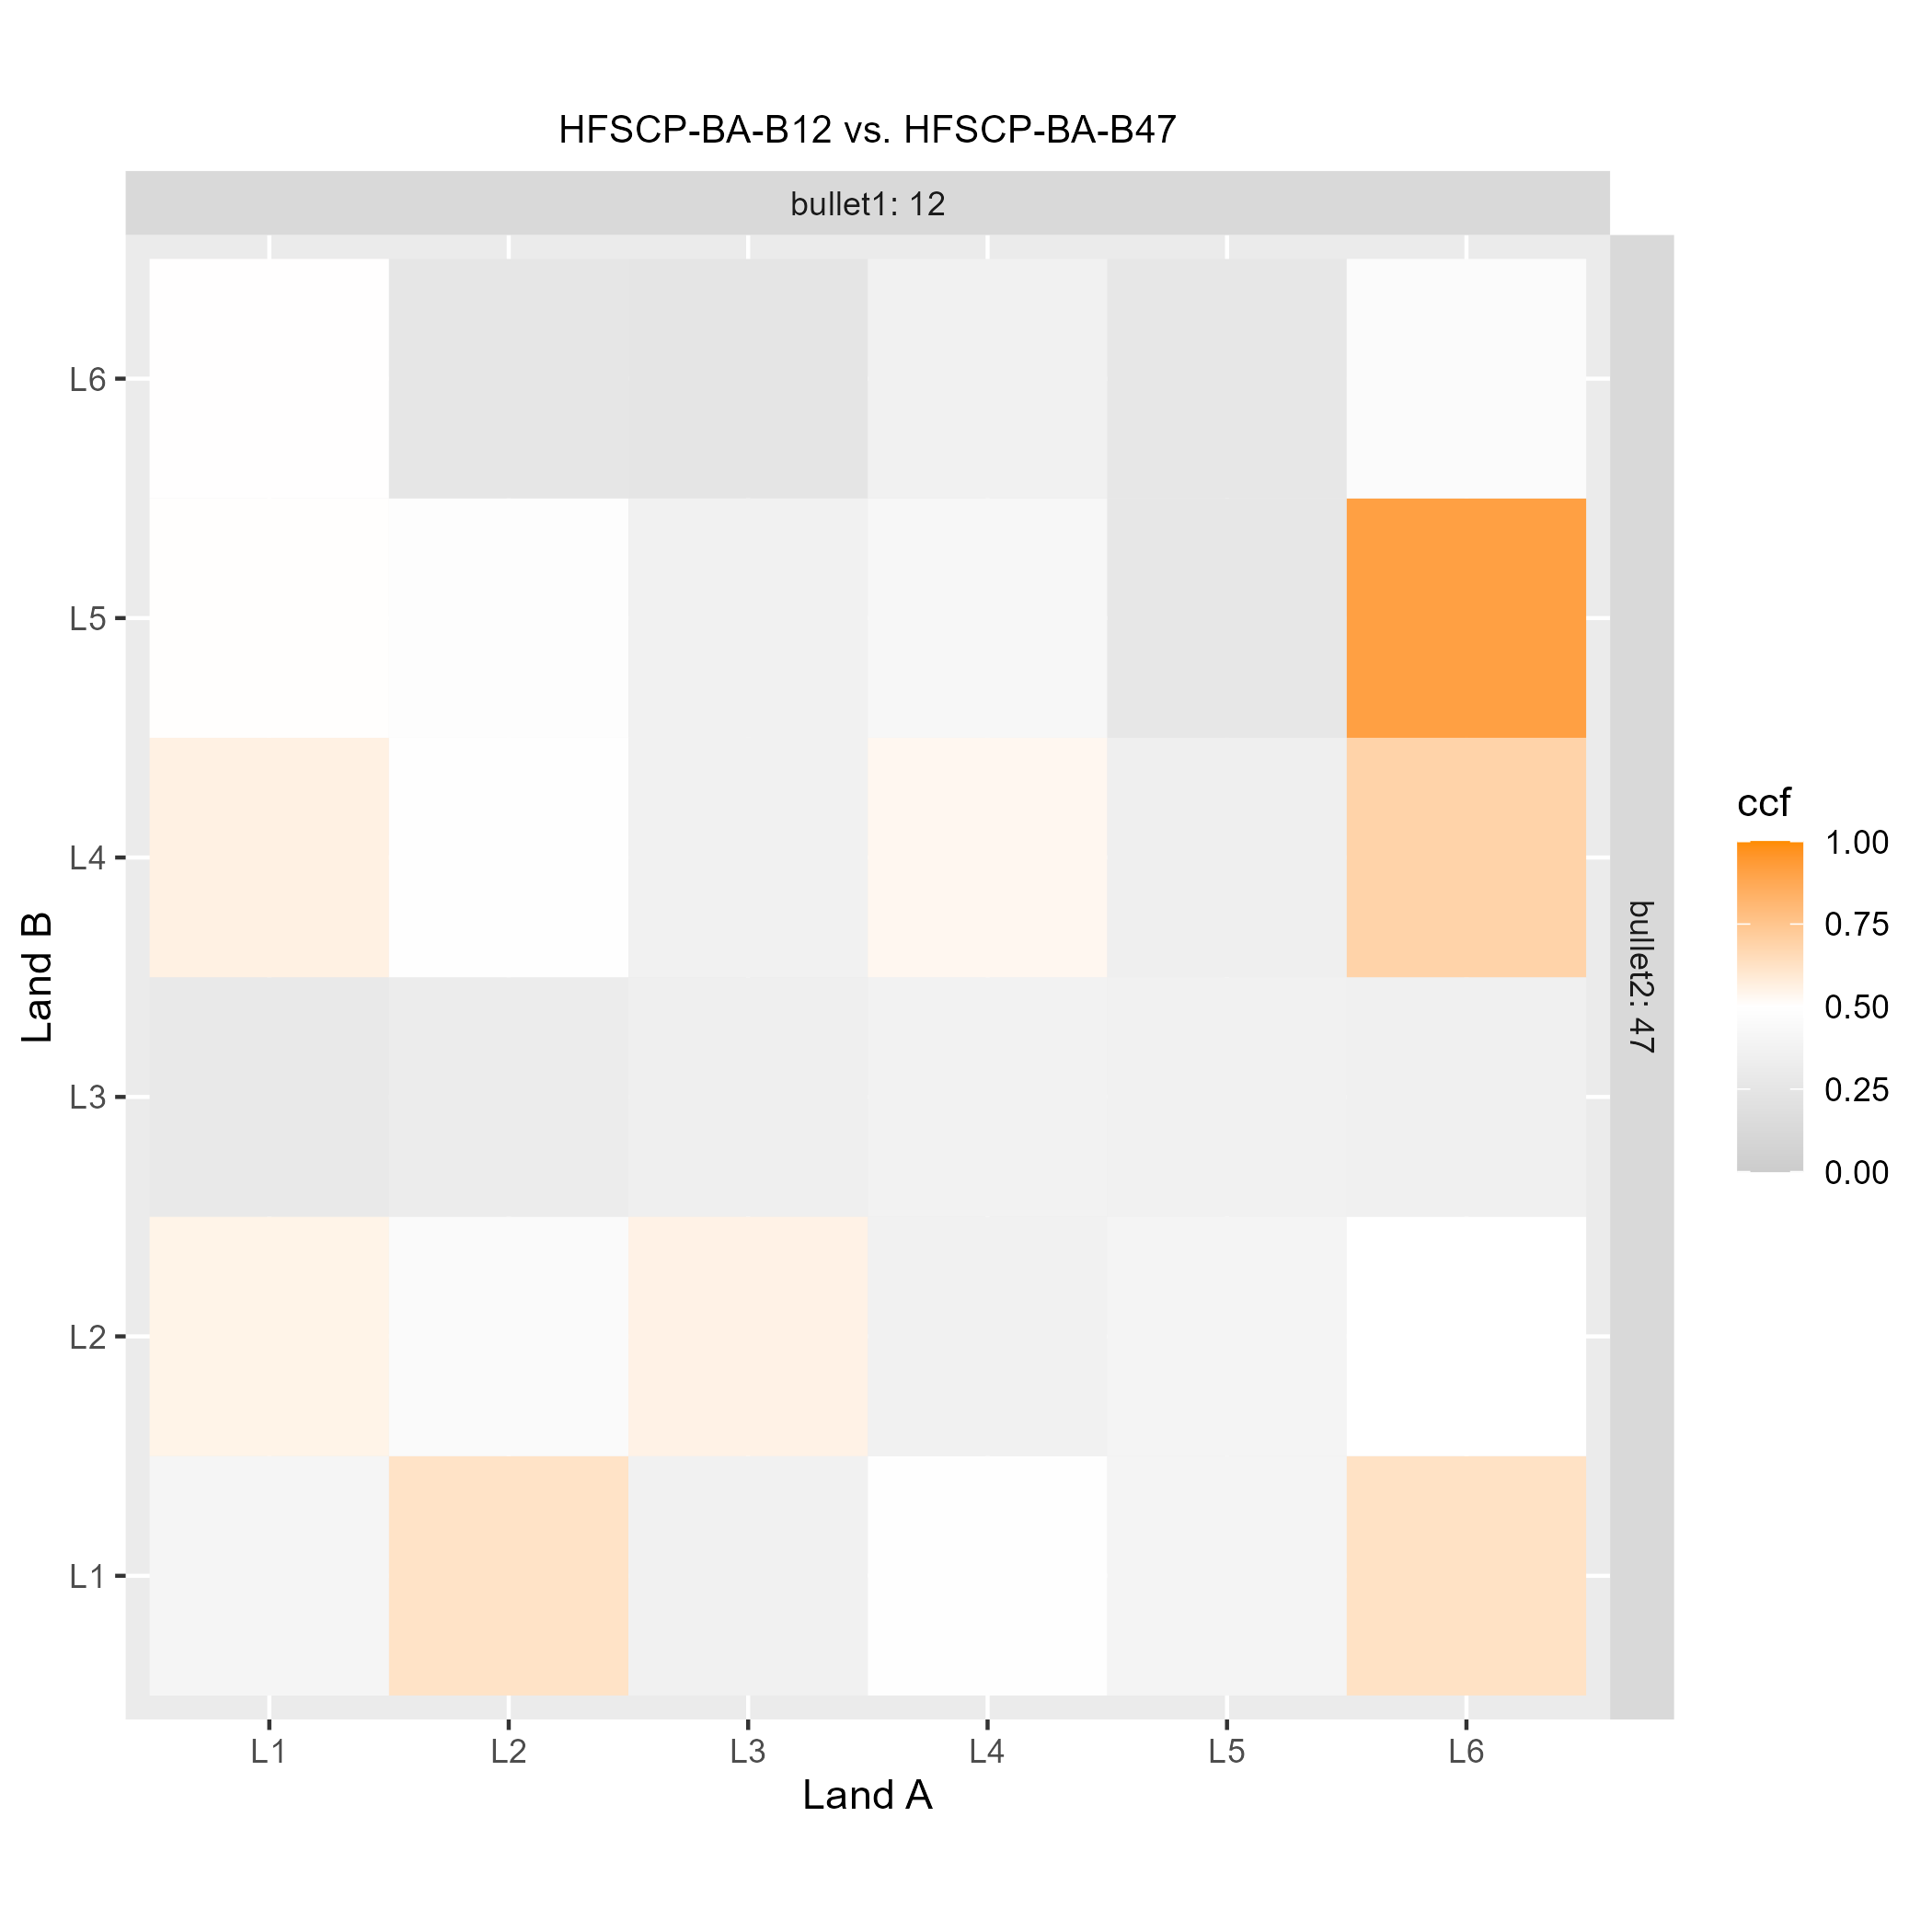 HFSCP-BA-B12 vs. HFSCP-BA-B47
bullet1: 12
L6
L5
L4
L3
L2
L1
Land B
L1 L2 L3 L4 L5 L6
Land A
bullet2: 47
ccf
1.00
0.75
0.50
0.25
0.00